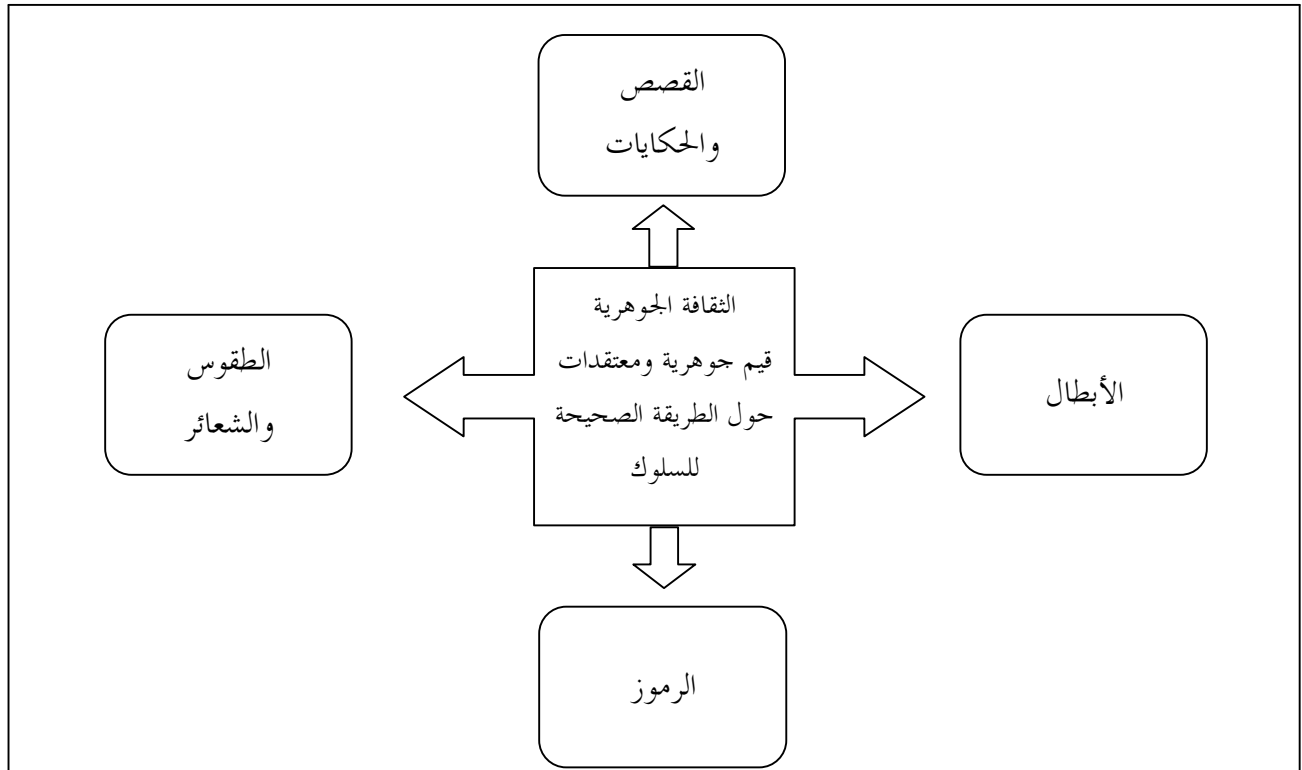 القصص
والحكايات
الثقافة الجوهرية
قيم جوهرية ومعتقدات
حول الطريقة الصحيحة
للسلوك
الأبطال
الطقوس
والشعائر
الرموز